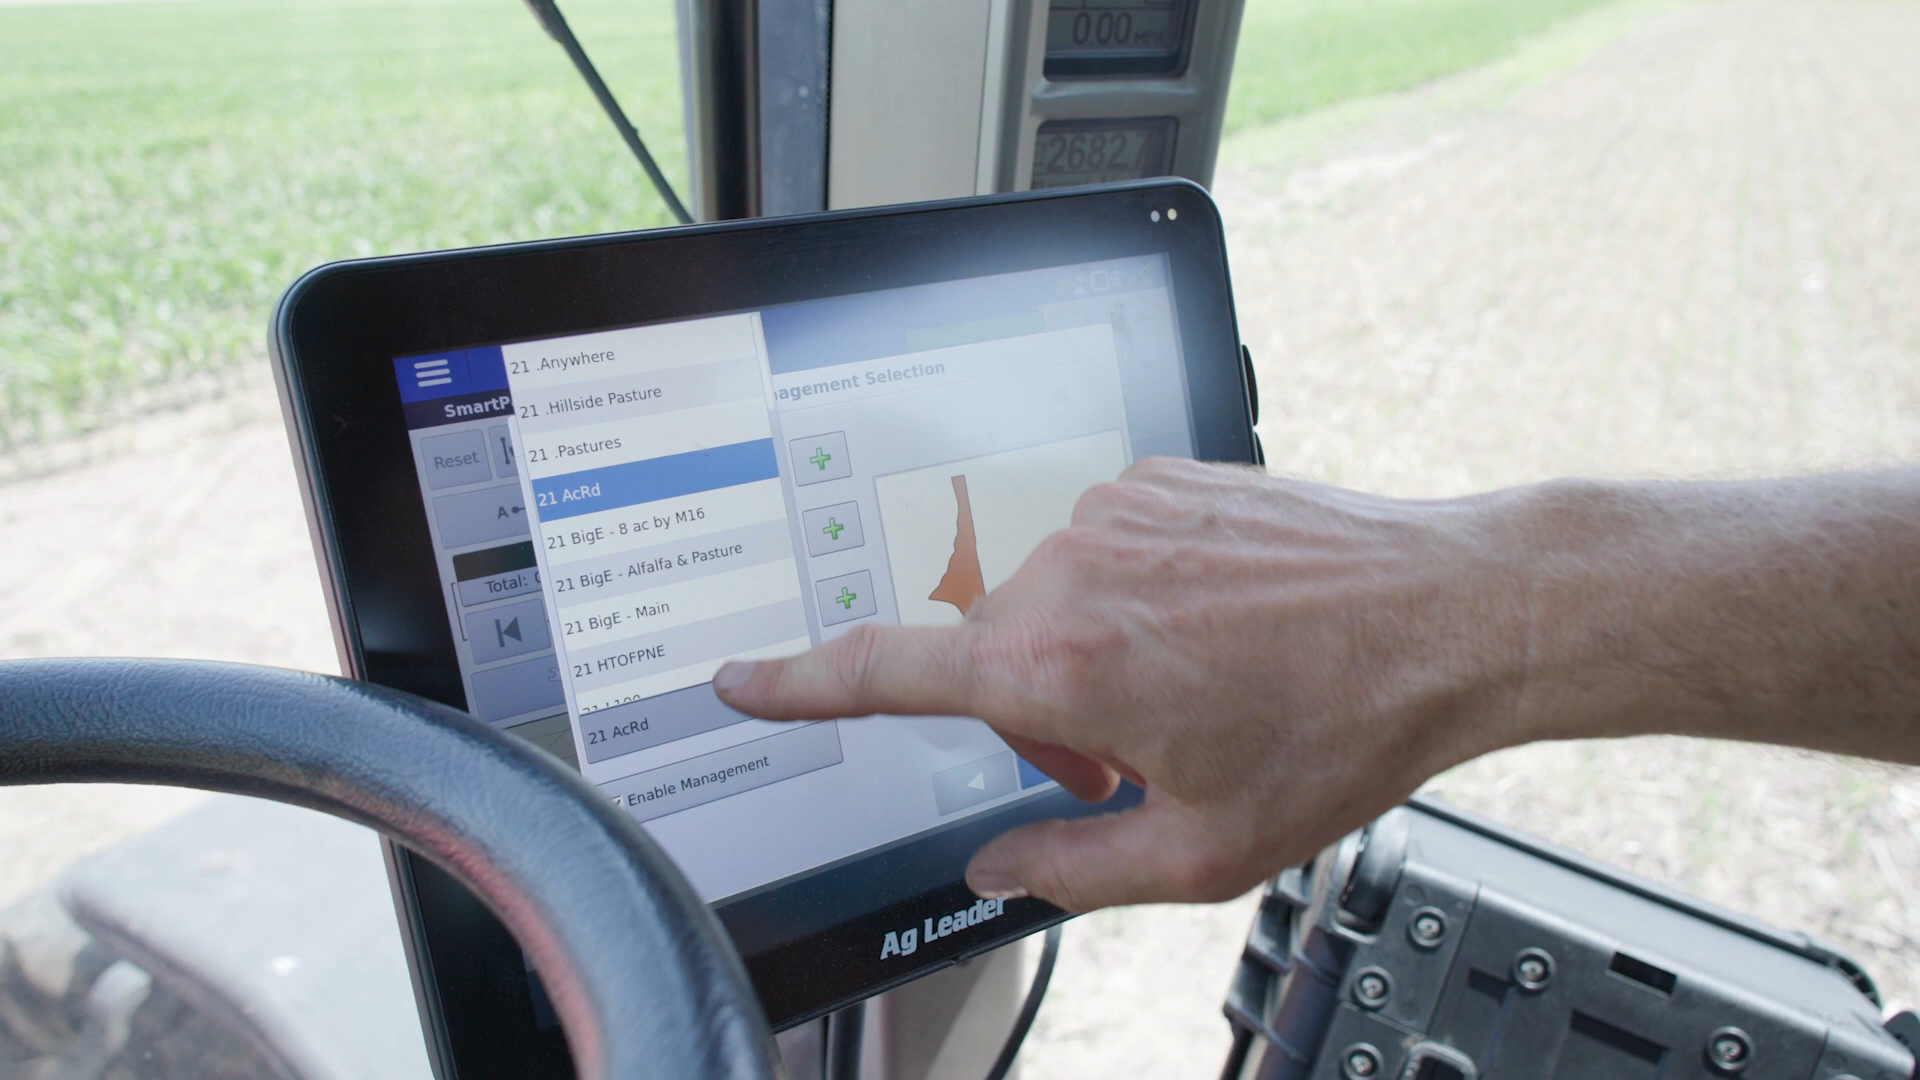 0.00 MPH
2682.7
21 .Anywhere
21 .Hillside Pasture
agement Selection
SmartP
21 .Pastures
Reset
21 AcRd
A
21 BigE - 8 ac by M16
21 BigE - Alfalfa & Pasture
Total:
21 BigE - Main
21 HTOFPNE
21 AcRd
Enable Management
Ag Leader